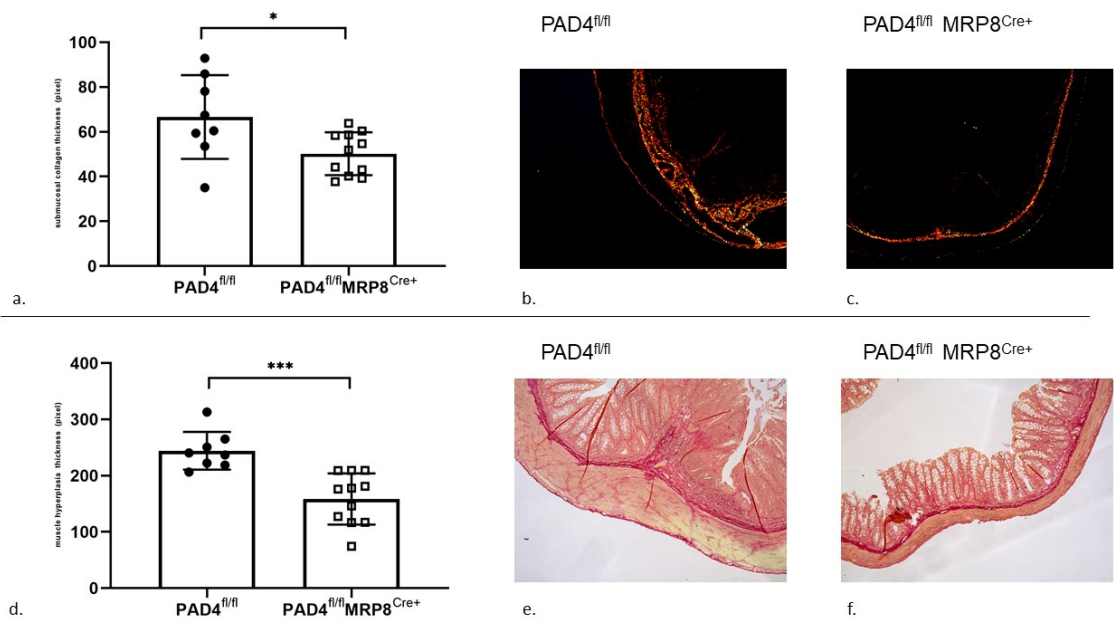 *
PAD4fl/fl
PAD4fl/fl MRP8Cre+
100
80
60
40
20
0
submucosal collagen thickness (pixel)
PAD4fl/fl
PAD4fl/flMRP8Cre+
a.
b.
c.
***
PAD4fl/fl
PAD4fl/fl MRP8Cre+
400
300
200
100
0
muscle hyperplasia thickness (pixel)
PAD4fl/fl
PAD4fl/flMRP8Cre+
d.
e.
f.